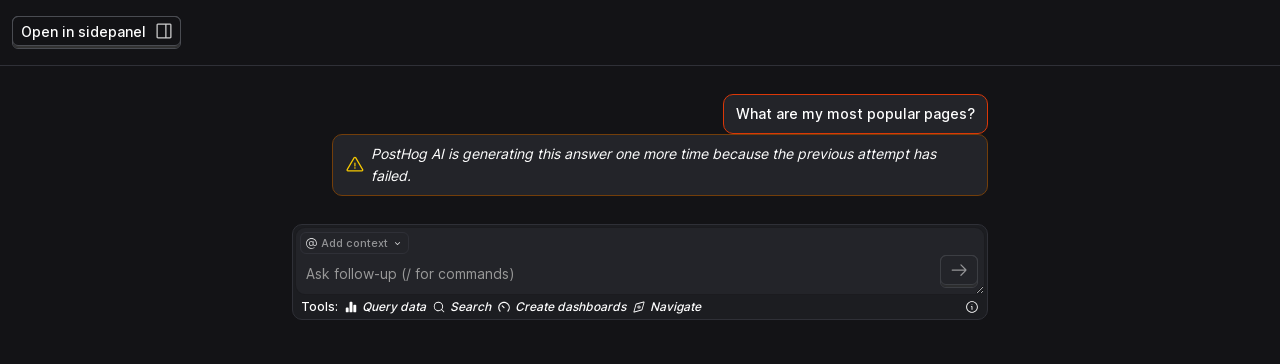 Open in sidepanel
What are my most popular pages?
PostHog AI is generating this answer one more time because the previous attempt has
failed.
@ Add context
Ask follow-up (/ for commands)
Tools: Query data Search Create dashboards Navigate